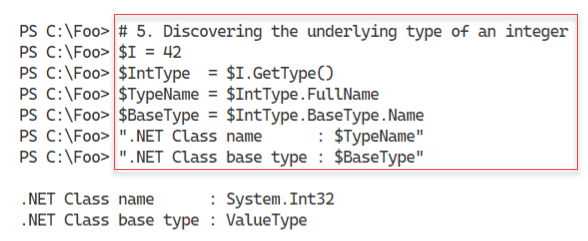 PS C:\Foo> # 5. Discovering the underlying type of an integer
PS C:\Foo> $I = 42
PS C:\Foo> $IntType  = $I.GetType()
PS C:\Foo> $TypeName = $IntType.FullName
PS C:\Foo> $BaseType = $IntType.BaseType.Name
PS C:\Foo> ".NET Class name      : $TypeName"
PS C:\Foo> ".NET Class base type : $BaseType"
.NET Class name      : System.Int32
.NET Class base type : ValueType